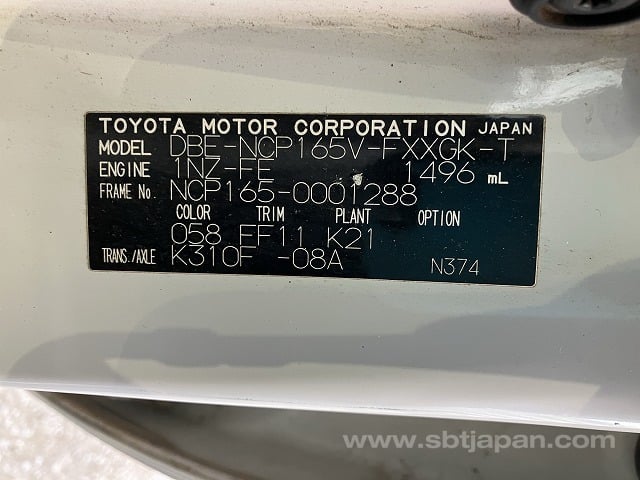 TOYOTA MOTOR CORPORATION JAPAN
MODEL DBE-NCP165V-FXXGK-T
ENGINE 1NZ-FE 1496 mL
FRAME No. NCP165-0001288
COLOR TRIM PLANT OPTION
058 FF11 K21
TRANS./AXLE K310F -08A N374
www.sbtjapan.com